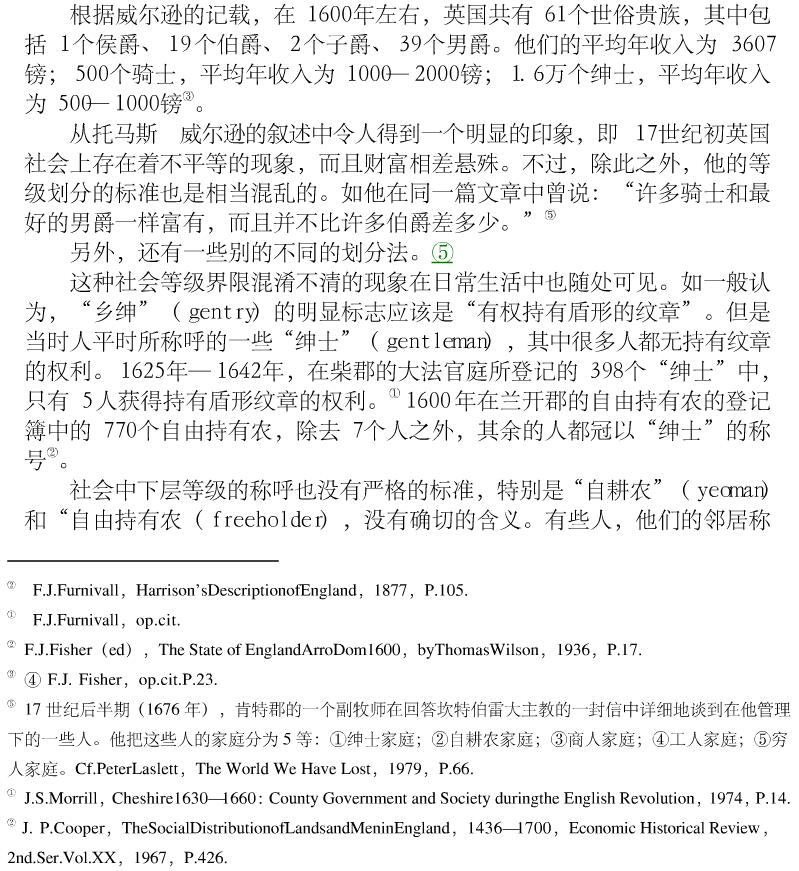 根据威尔逊的记载，在 1600年左右，英国共有 61个世俗贵族，其中包
括 1个侯爵、19个伯爵、2个子爵、39个男爵。他们的平均年收入为 3607
镑；500个骑士，平均年收入为 1000—2000镑；1.6万个绅士，平均年收入
为 500—1000镑③。
从托马斯 威尔逊的叙述中令人得到一个明显的印象，即 17世纪初英国
社会上存在着不平等的现象，而且财富相差悬殊。不过，除此之外，他的等
级划分的标准也是相当混乱的。如他在同一篇文章中曾说：“许多骑士和最
好的男爵一样富有，而且并不比许多伯爵差多少。”⑤
另外，还有一些别的不同的划分法。⑤
这种社会等级界限混淆不清的现象在日常生活中也随处可见。如一般认
为，“乡绅”（gentry）的明显标志应该是“有权持有盾形的纹章”。但是
当时人平时所称呼的一些“绅士”（gentleman），其中很多人都无持有纹章
的权利。1625年—1642年，在柴郡的大法官庭所登记的 398个“绅士”中，
只有 5人获得持有盾形纹章的权利。①1600年在兰开郡的自由持有农的登记
簿中的 770个自由持有农，除去 7个人之外，其余的人都冠以“绅士”的称
号②。
社会中下层等级的称呼也没有严格的标准，特别是“自耕农”（yeoman）
和“自由持有农（freeholder），没有确切的含义。有些人，他们的邻居称
② F.J.Furnivall，Harrison’sDescriptionofEngland，1877，P.105.
① F.J.Furnivall，op.cit.
② F.J.Fisher（ed），The State of EnglandArroDom1600，byThomasWilson，1936，P.17.
③ ④ F.J. Fisher，op.cit.P.23.
⑤ 17 世纪后半期（1676 年），肯特郡的一个副牧师在回答坎特伯雷大主教的一封信中详细地谈到在他管理
下的一些人。他把这些人的家庭分为 5 等：①绅士家庭；②自耕农家庭；③商人家庭；④工人家庭；⑤穷
人家庭。Cf.PeterLaslett，The World We Have Lost，1979，P.66.
① J.S.Morrill，Cheshire1630—1660：County Government and Society duringthe English Revolution，1974，P.14.
② J. P.Cooper，TheSocialDistributionofLandsandMeninEngland，1436—1700，Economic Historical Review，
2nd.Ser.Vol.XX，1967，P.426.